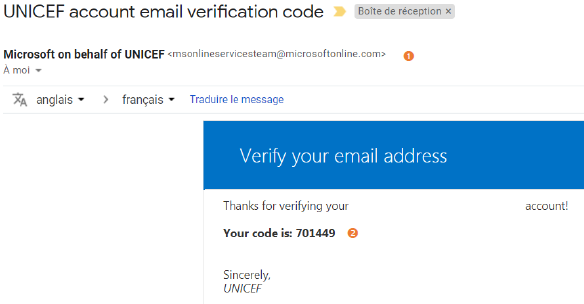 UNICEF account email verification code Boîte de réception ×
Microsoft on behalf of UNICEF <msonlineservicesteam@microsoftonline.com> 1
À moi
anglais > français Traduire le message
Verify your email address
Thanks for verifying your account!
Your code is: 701449 2
Sincerely,
UNICEF